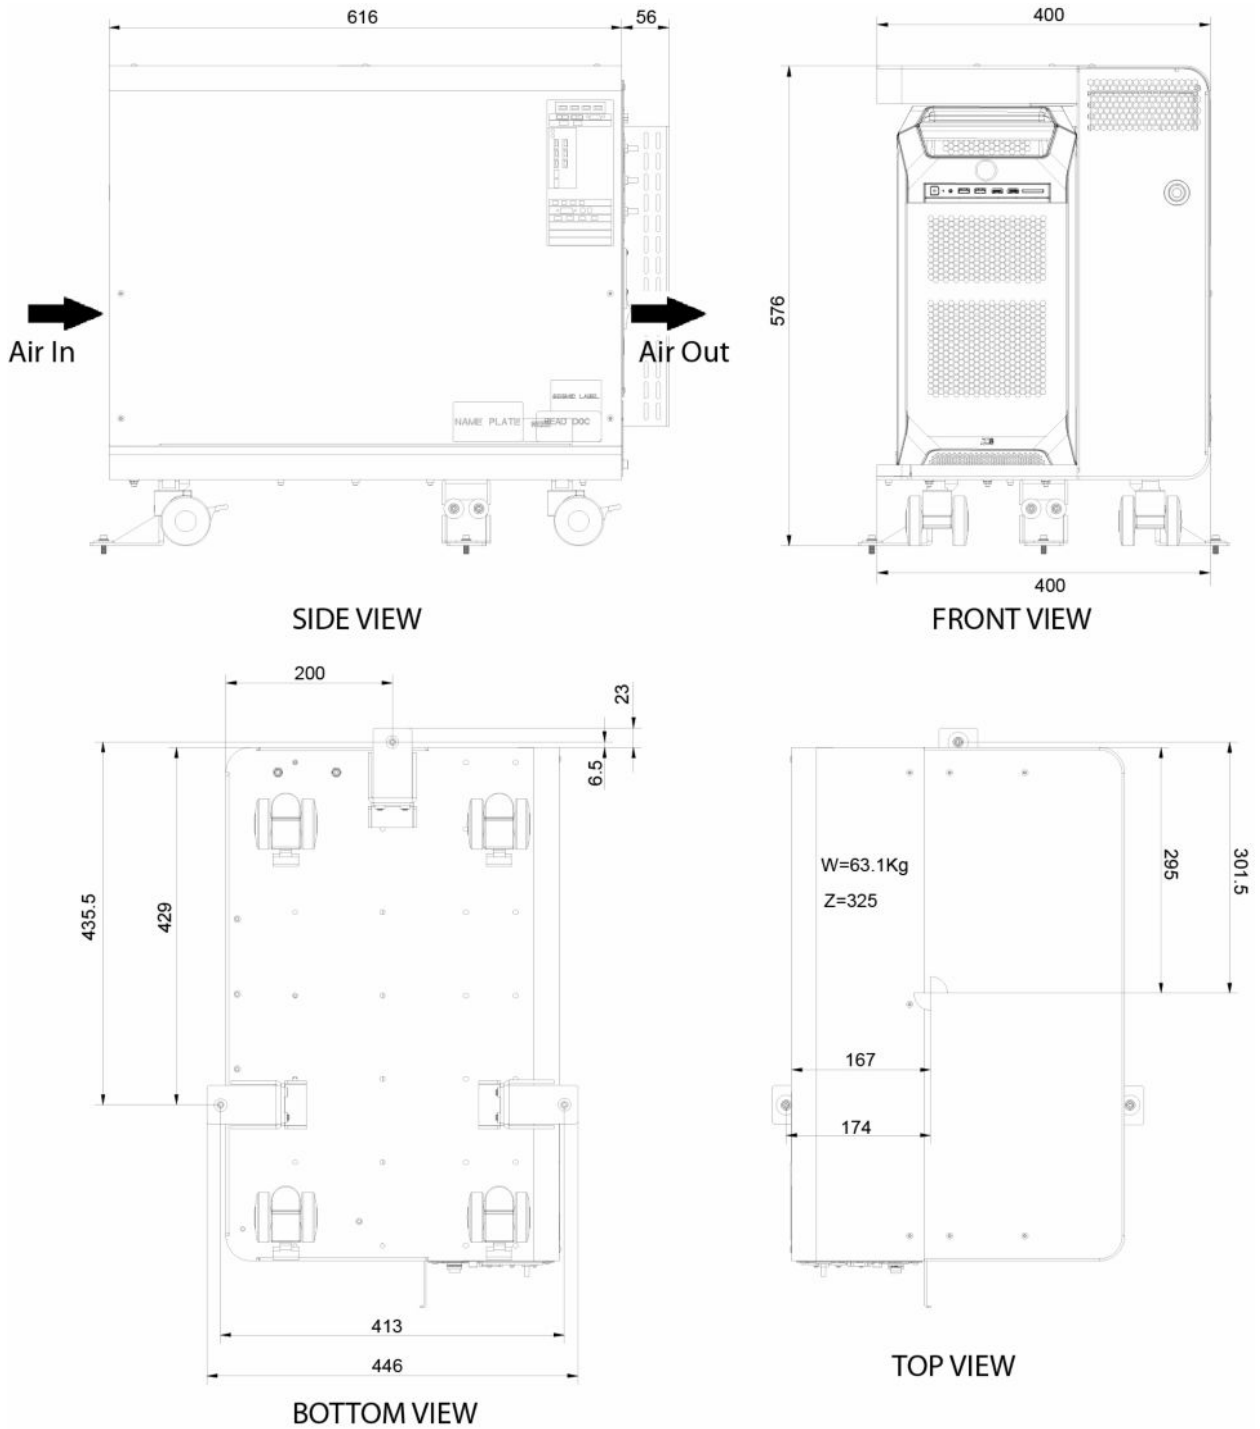 616
56
400
576
Air In
Air Out
SEISMIC LABEL
NAME PLATE
READ DOC
400
SIDE VIEW
FRONT VIEW
200
23
6.5
435.5
429
W=63.1Kg
Z=325
295
301.5
167
174
413
446
TOP VIEW
BOTTOM VIEW